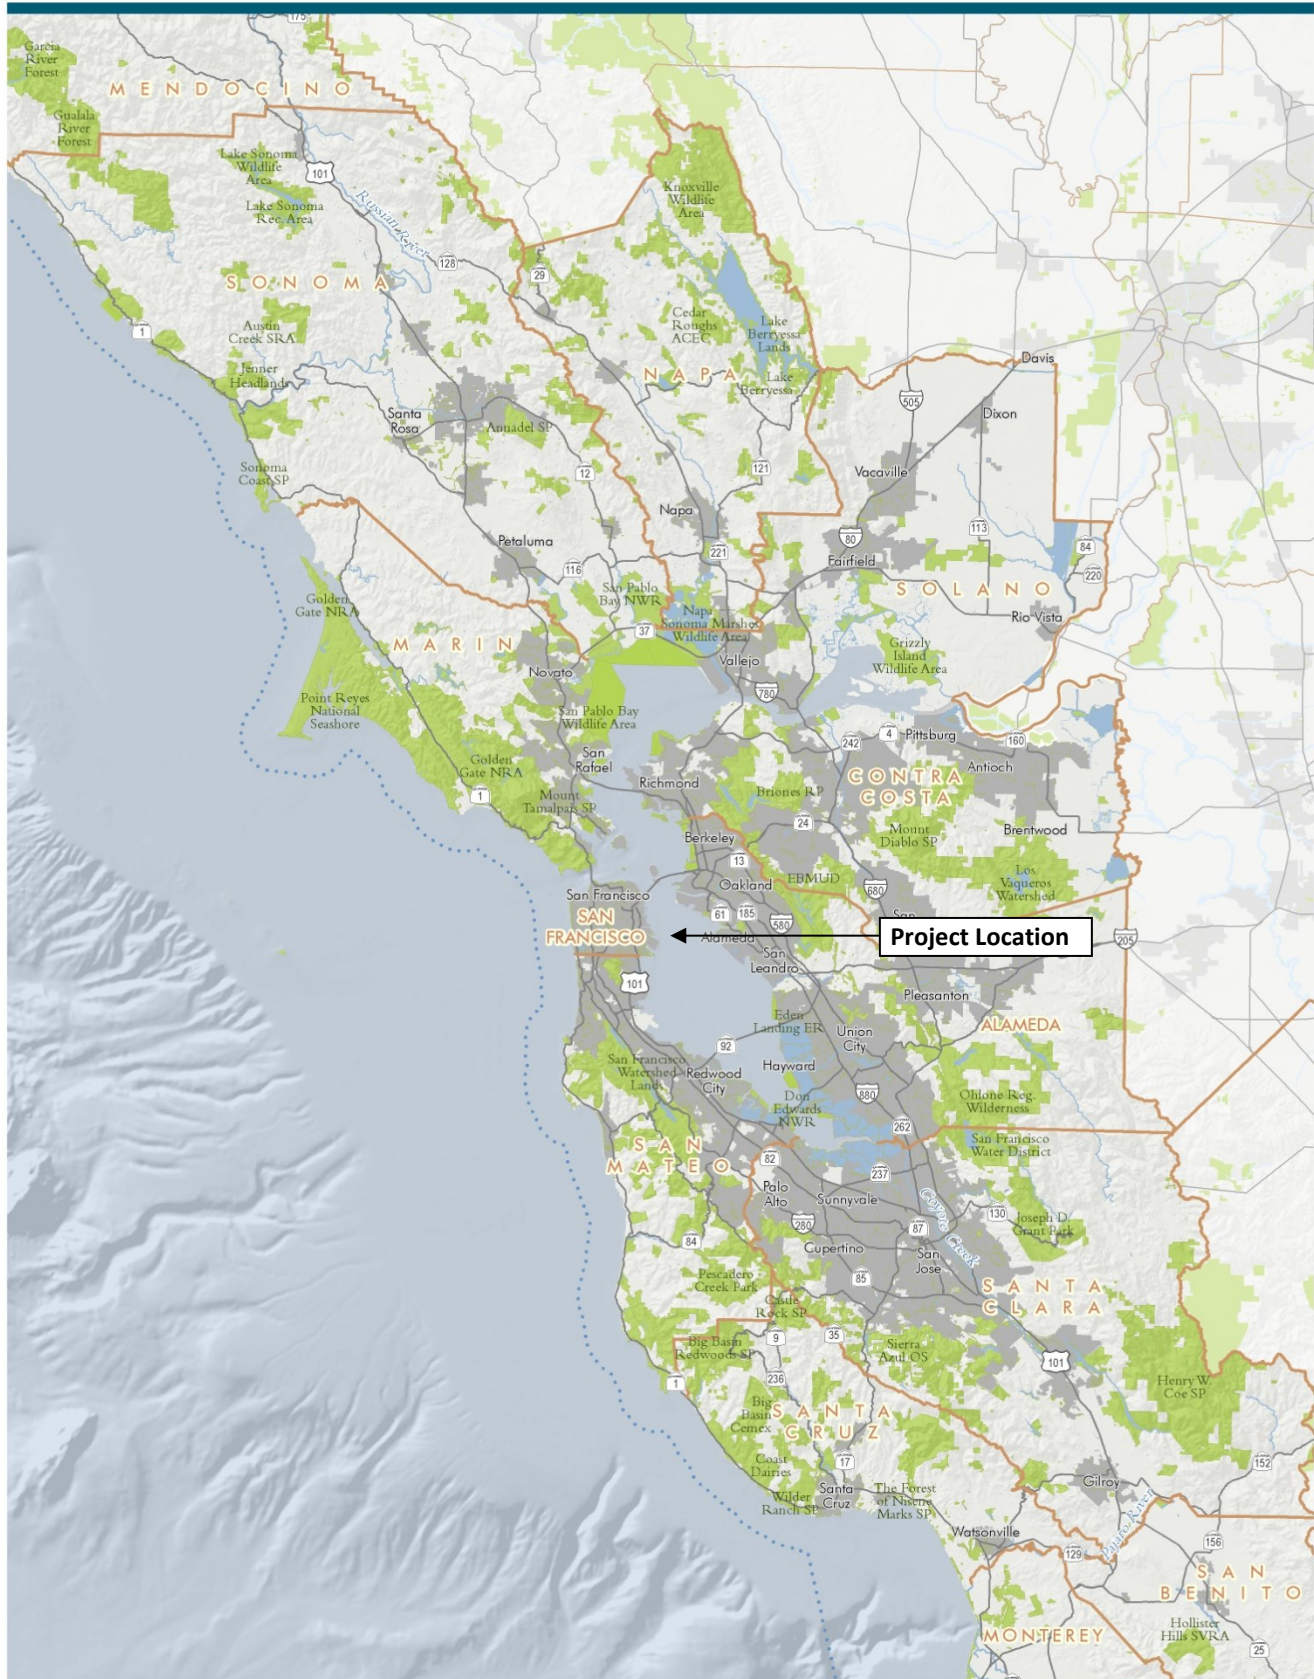 175
Garcia
River
Forest
MENDOCINO
Gualala
River
Forest
Lake Sonoma
Wildlife
Area
101
Lake Sonoma
Rec. Area
Russian River
Knoxville
Wildlife
Area
128
29
SONOMA
Austin
Creek SRA
1
Jenner
Headlands
Cedar
Roughs
ACEC
Lake
Berryessa
Lands
NAPA
Lake
Berryessa
Davis
505
Dixon
Santa
Rosa
Annadel SP
12
121
Vacaville
Sonoma
Coast SP
Napa
113
80
Fairfield
84
220
Petaluma
116
221
San Pablo
Bay NWR
SOLANO
Golden
Gate NRA
Napa
Sonoma Marshes
Wildlife Area
Rio Vista
37
MARIN
Grizzly
Island
Wildlife Area
Novato
Vallejo
780
Point Reyes
National
Seashore
San Pablo Bay
Wildlife Area
242
4
Pittsburg
160
San
Rafael
Golden
Gate NRA
Richmond
Antioch
CONTRA
COSTA
Briones RP
1
Mount
Tamalpais SP
24
Mount
Diablo SP
Brentwood
Berkeley
13
Los
Vaqueros
Watershed
Oakland
EBMUD
680
San Francisco
San
61
185
580
SAN
FRANCISCO
Alameda
Project Location
205
San
Leandro
101
Pleasanton
Eden
Landing ER
Union
City
ALAMEDA
92
San Francisco
Watershed
Lands
Redwood
City
Hayward
Don
Edwards
NWR
880
Ohlone Reg.
Wilderness
262
San Francisco
Water District
SAN
MATEO
82
237
Palo
Alto
Sunnyvale
Coyote Creek
130
Joseph D.
Grant Park
280
87
84
Cupertino
San
Jose
85
Pescadero
Creek Park
SANTA
CLARA
Castle
Rock SP
9
35
Big Basin
Redwoods SP
Sierra
Azul OS
101
1
236
Henry W.
Coe SP
Big
Basin
Cemex
SANTA
CRUZ
Coast
Dairies
17
152
Gilroy
Wilder
Ranch SP
Santa
Cruz
The Forest
of Nisene
Marks SP
Pajaro River
Watsonville
129
156
SAN
BENITO
Hollister
Hills SVRA
MONTEREY
25